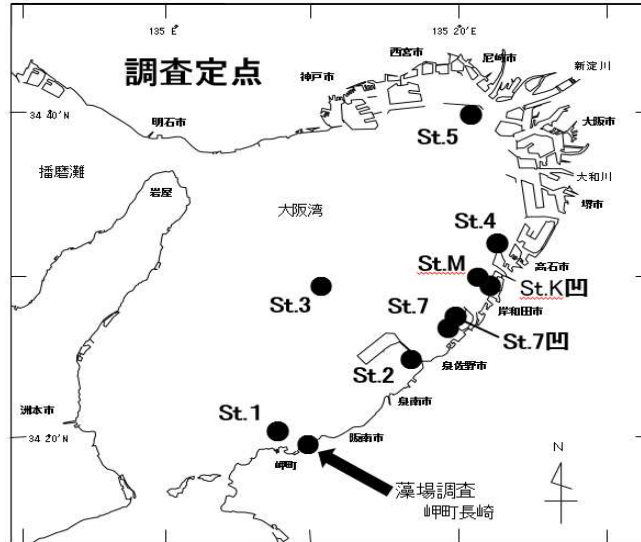 135 E
135 20'E
西宮市
尼崎市
新淀川
調査定点
神戸市
34 40'N
明石市
St.5
大阪市
播磨灘
大和川
岩屋
大阪湾
堺市
St.4
St.M
高石市
St.3
St.K凹
St.7
岸和田市
St.7凹
St.2
泉佐野市
泉南市
洲本市
St.1
34 20'N
阪南市
岬町
N
藻場調査
岬町長崎